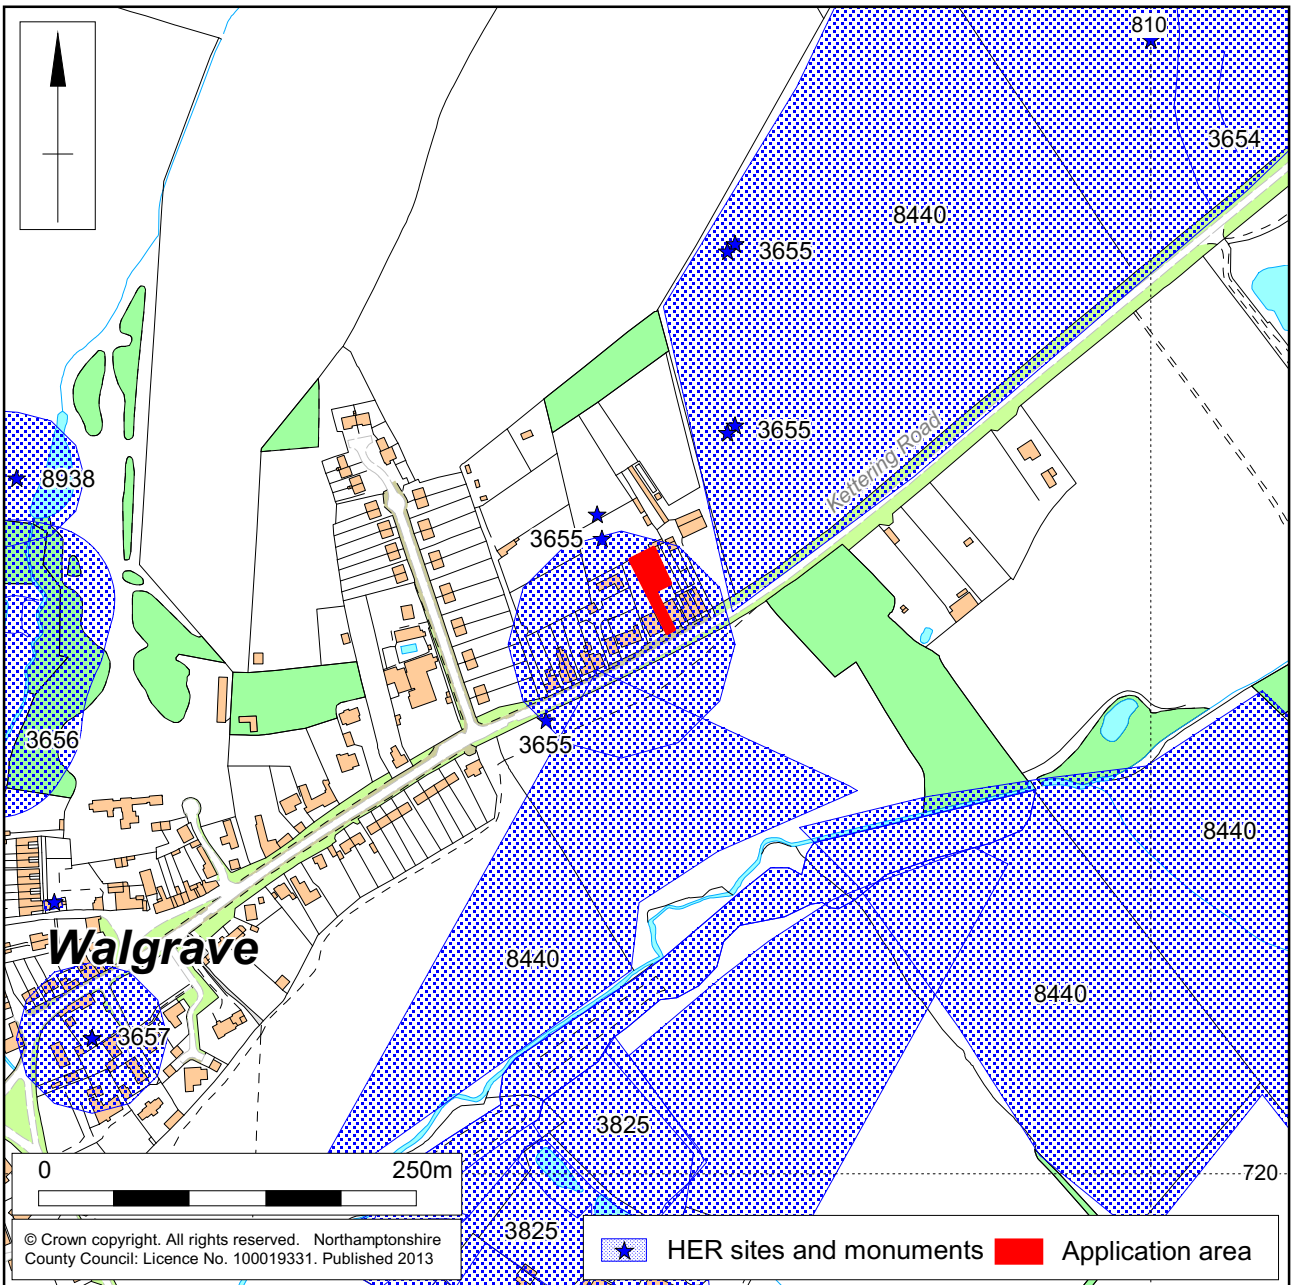 810
3654
8440
3655
3655
Kettering Road
8938
3655
3656
3655
8440
Walgrave
8440
8440
3657
3825
0 250m
720
3825
© Crown copyright. All rights reserved. Northamptonshire
County Council: Licence No. 100019331. Published 2013
HER sites and monuments
Application area